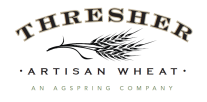 THRESHER
· ARTISAN WHEAT ·
AN AGSPRING COMPANY